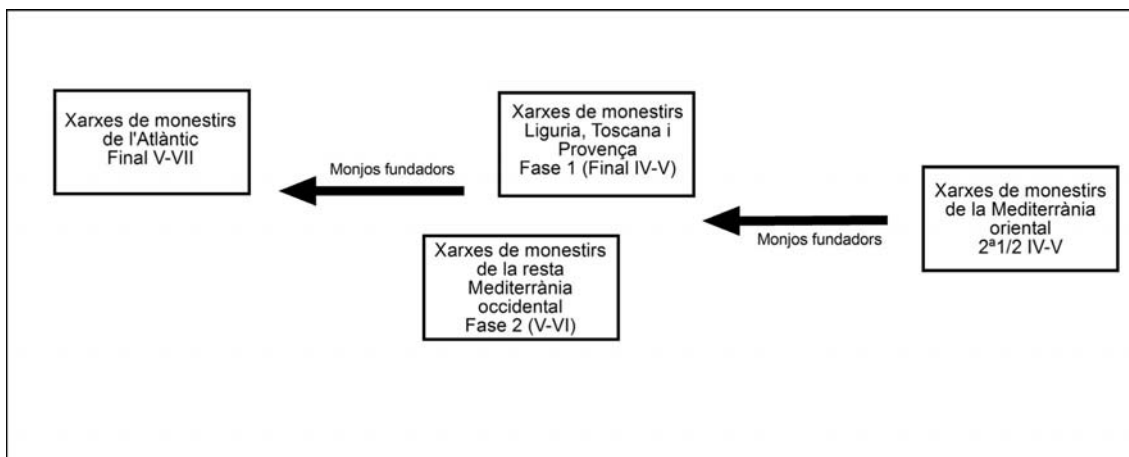 Xarxes de monestirs
de l'Atlàntic
Final V-VII
Monjos fundadors
Xarxes de monestirs
Liguria, Toscana i
Provença
Fase 1 (Final IV-V)
Xarxes de monestirs
de la resta
Mediterrània
occidental
Fase 2 (V-VI)
Monjos fundadors
Xarxes de monestirs
de la Mediterrània
oriental
2ª1/2 IV-V